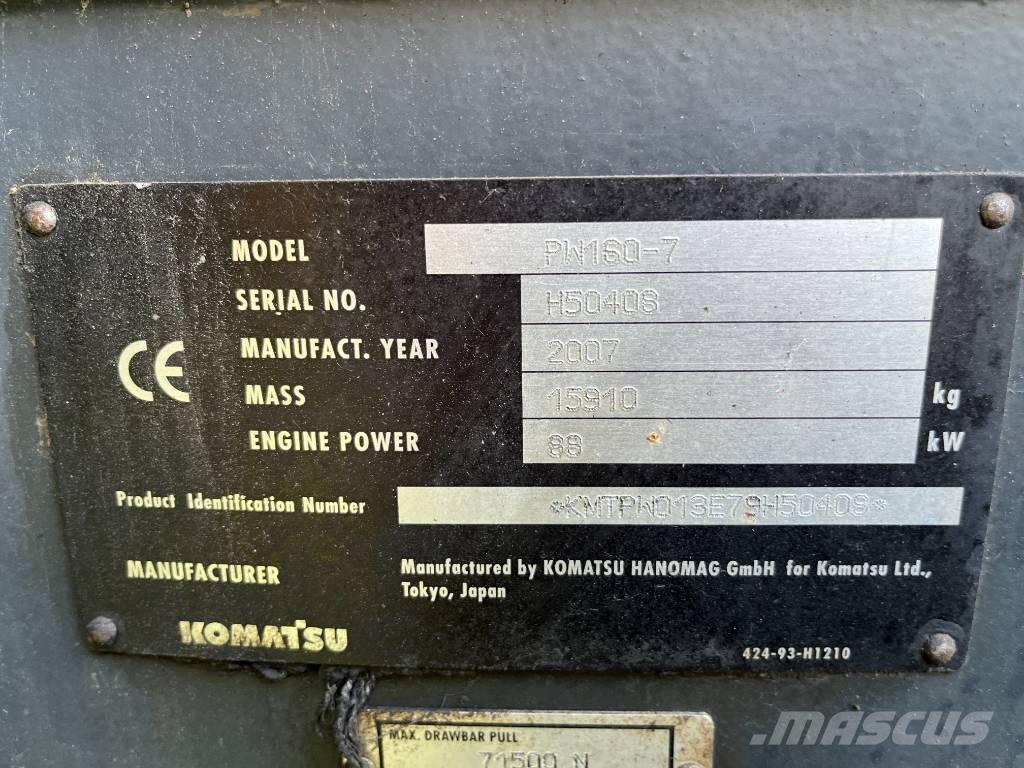 MODEL PW160-7
SERIAL NO. H50408
MANUFACT. YEAR 2007
CE
MASS 15910 kg
ENGINE POWER 88 kW
Product Identification Number *KMTPW013E79H50408*
MANUFACTURER Manufactured by KOMATSU HANOMAG GmbH for Komatsu Ltd.,
Tokyo, Japan
KOMATSU
424-93-H1210
MAX. DRAWBAR PULL
71500 N
MASCUS